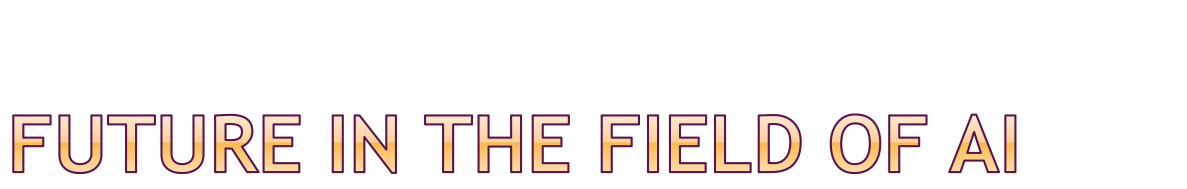 FUTURE IN THE FIELD OF AI